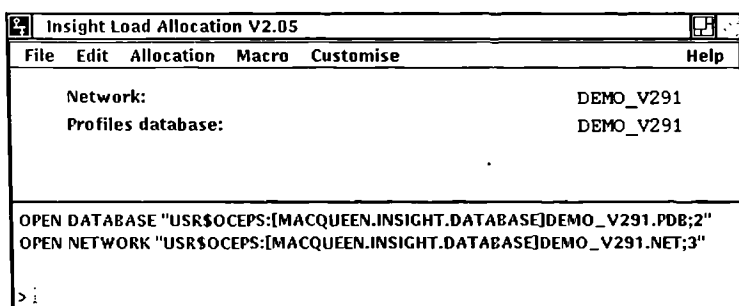 Insight Load Allocation V2.05
File Edit Allocation Macro Customise Help
Network: DEMO_V291
Profiles database: DEMO_V291
OPEN DATABASE "USR$OCEPS:[MACQUEEN.INSIGHT.DATABASE]DEMO_V291.PDB;2"
OPEN NETWORK "USR$OCEPS:[MACQUEEN.INSIGHT.DATABASE]DEMO_V291.NET;3"
>